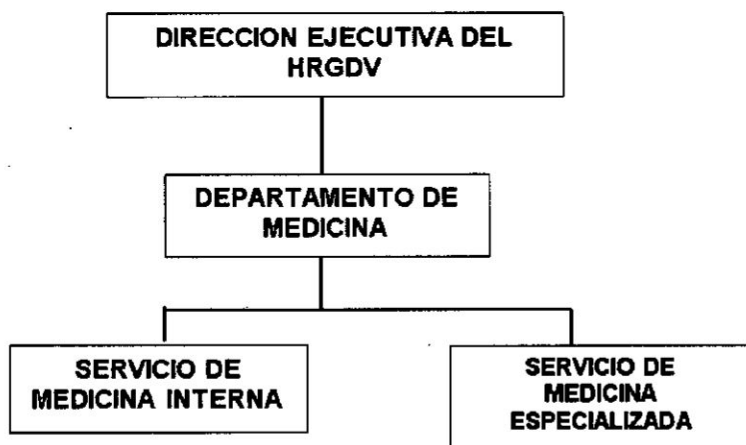 DIRECCION EJECUTIVA DEL
HRGDV
DEPARTAMENTO DE
MEDICINA
SERVICIO DE
MEDICINA INTERNA
SERVICIO DE
MEDICINA
ESPECIALIZADA